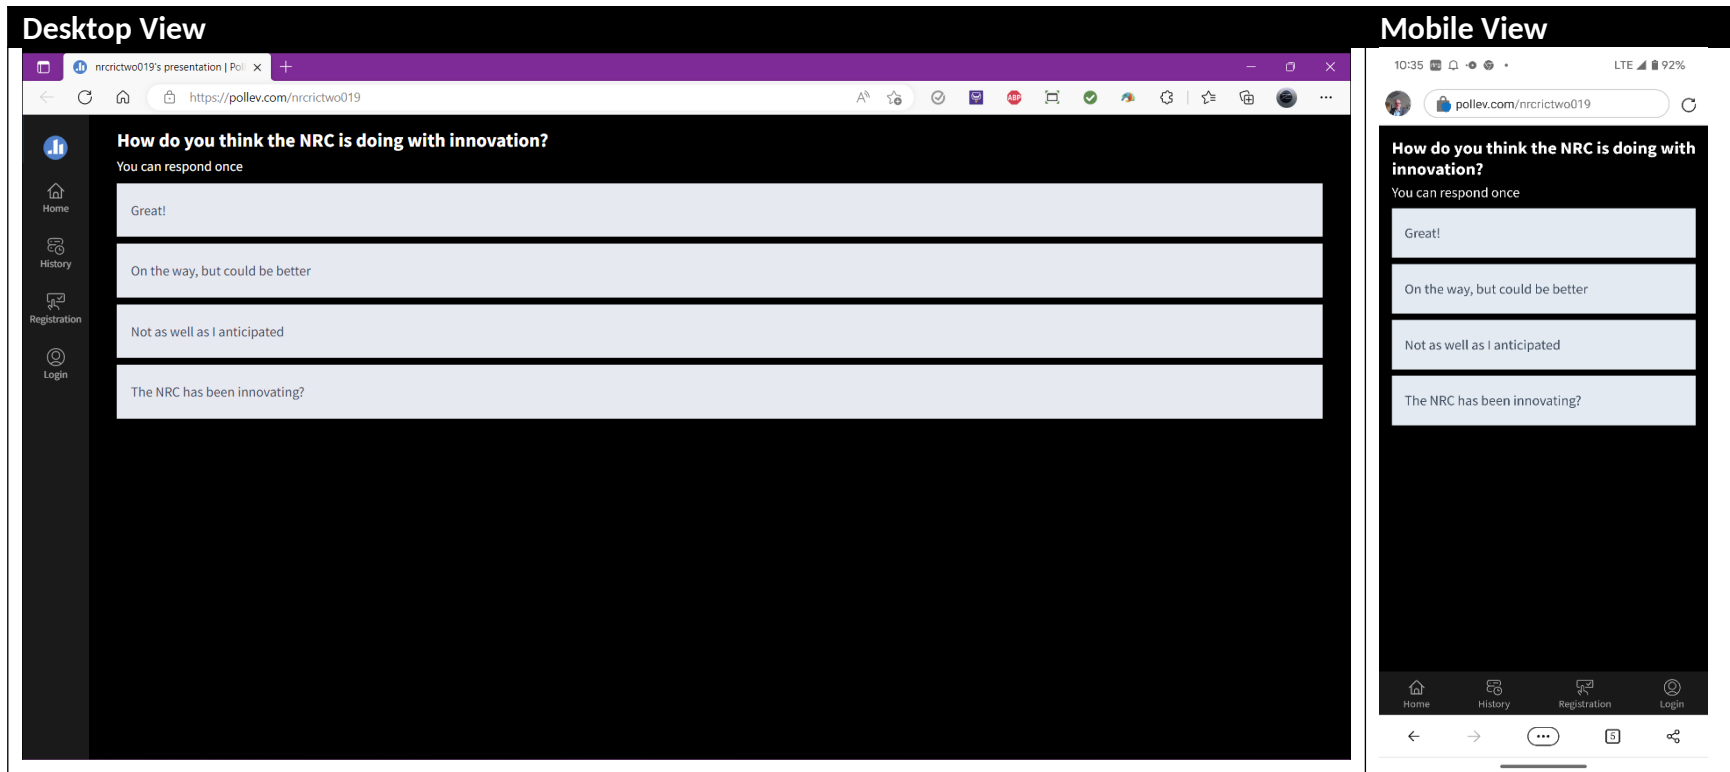 Desktop View
nrcrictwo019's presentation | Pol
https://pollev.com/nrcrictwo019
ABP
Home
History
Registration
Login
How do you think the NRC is doing with innovation?
You can respond once
Great!
On the way, but could be better
Not as well as I anticipated
The NRC has been innovating?
Mobile View
10:35
LTE 92%
pollev.com/nrcrictwo019
How do you think the NRC is doing with
innovation?
You can respond once
Great!
On the way, but could be better
Not as well as I anticipated
The NRC has been innovating?
Home History Registration Login
5